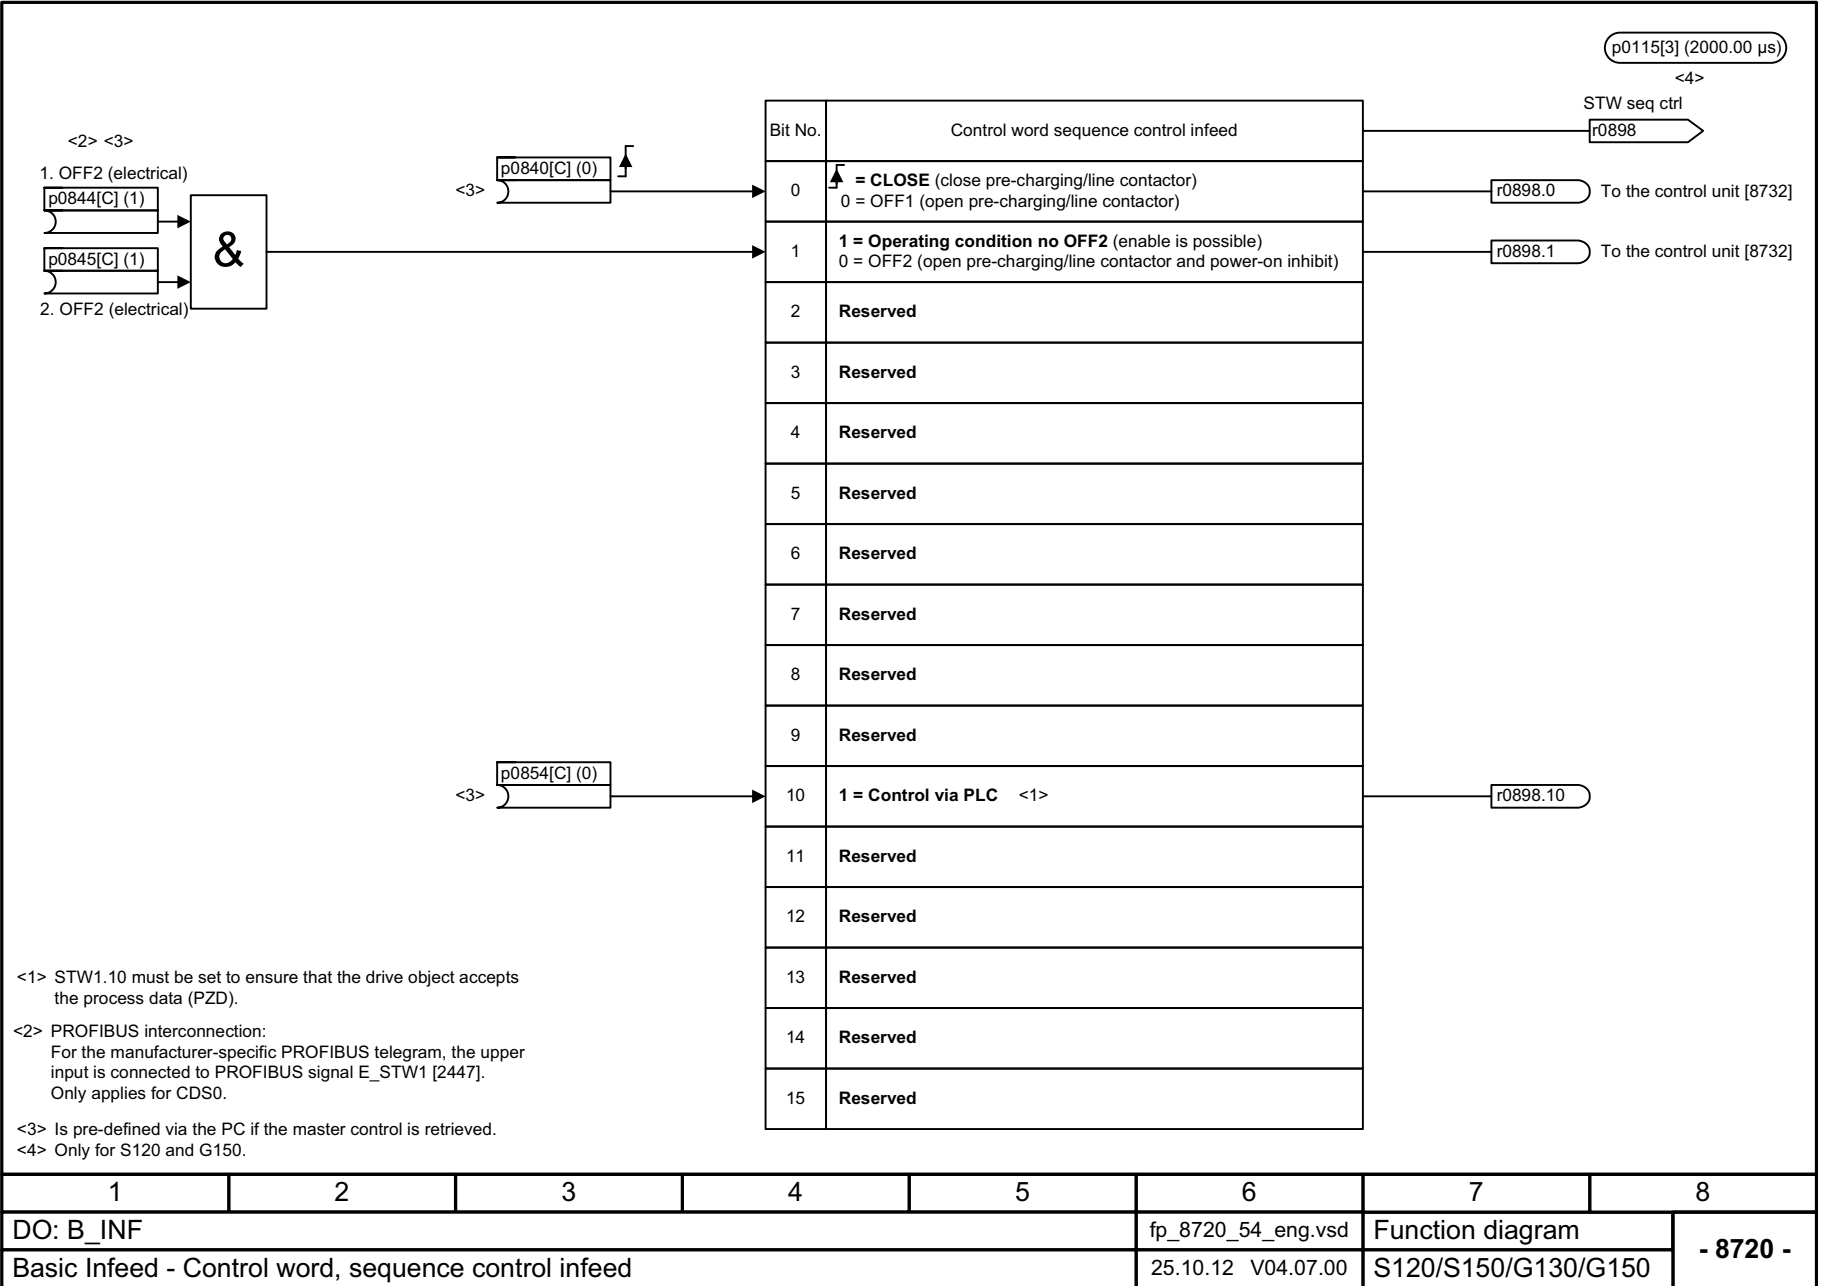 p0115[3] (2000.00 µs)
<4>
STW seq ctrl
r0898
<2> <3>
1. OFF2 (electrical)
p0844[C] (1)
p0845[C] (1)
2. OFF2 (electrical)
&
p0840[C] (0)
<3>
Bit No. Control word sequence control infeed
0 = CLOSE (close pre-charging/line contactor)
0 = OFF1 (open pre-charging/line contactor)
r0898.0 To the control unit [8732]
1 1 = Operating condition no OFF2 (enable is possible)
0 = OFF2 (open pre-charging/line contactor and power-on inhibit)
r0898.1 To the control unit [8732]
2 Reserved
3 Reserved
4 Reserved
5 Reserved
6 Reserved
7 Reserved
8 Reserved
9 Reserved
p0854[C] (0)
<3>
10 1 = Control via PLC <1>
r0898.10
11 Reserved
12 Reserved
13 Reserved
14 Reserved
15 Reserved
<1> STW1.10 must be set to ensure that the drive object accepts
the process data (PZD).
<2> PROFIBUS interconnection:
For the manufacturer-specific PROFIBUS telegram, the upper
input is connected to PROFIBUS signal E_STW1 [2447].
Only applies for CDS0.
<3> Is pre-defined via the PC if the master control is retrieved.
<4> Only for S120 and G150.
1 2 3 4 5 6 7 8
DO: B_INF fp_8720_54_eng.vsd Function diagram
- 8720 -
Basic Infeed - Control word, sequence control infeed 25.10.12 V04.07.00 S120/S150/G130/G150